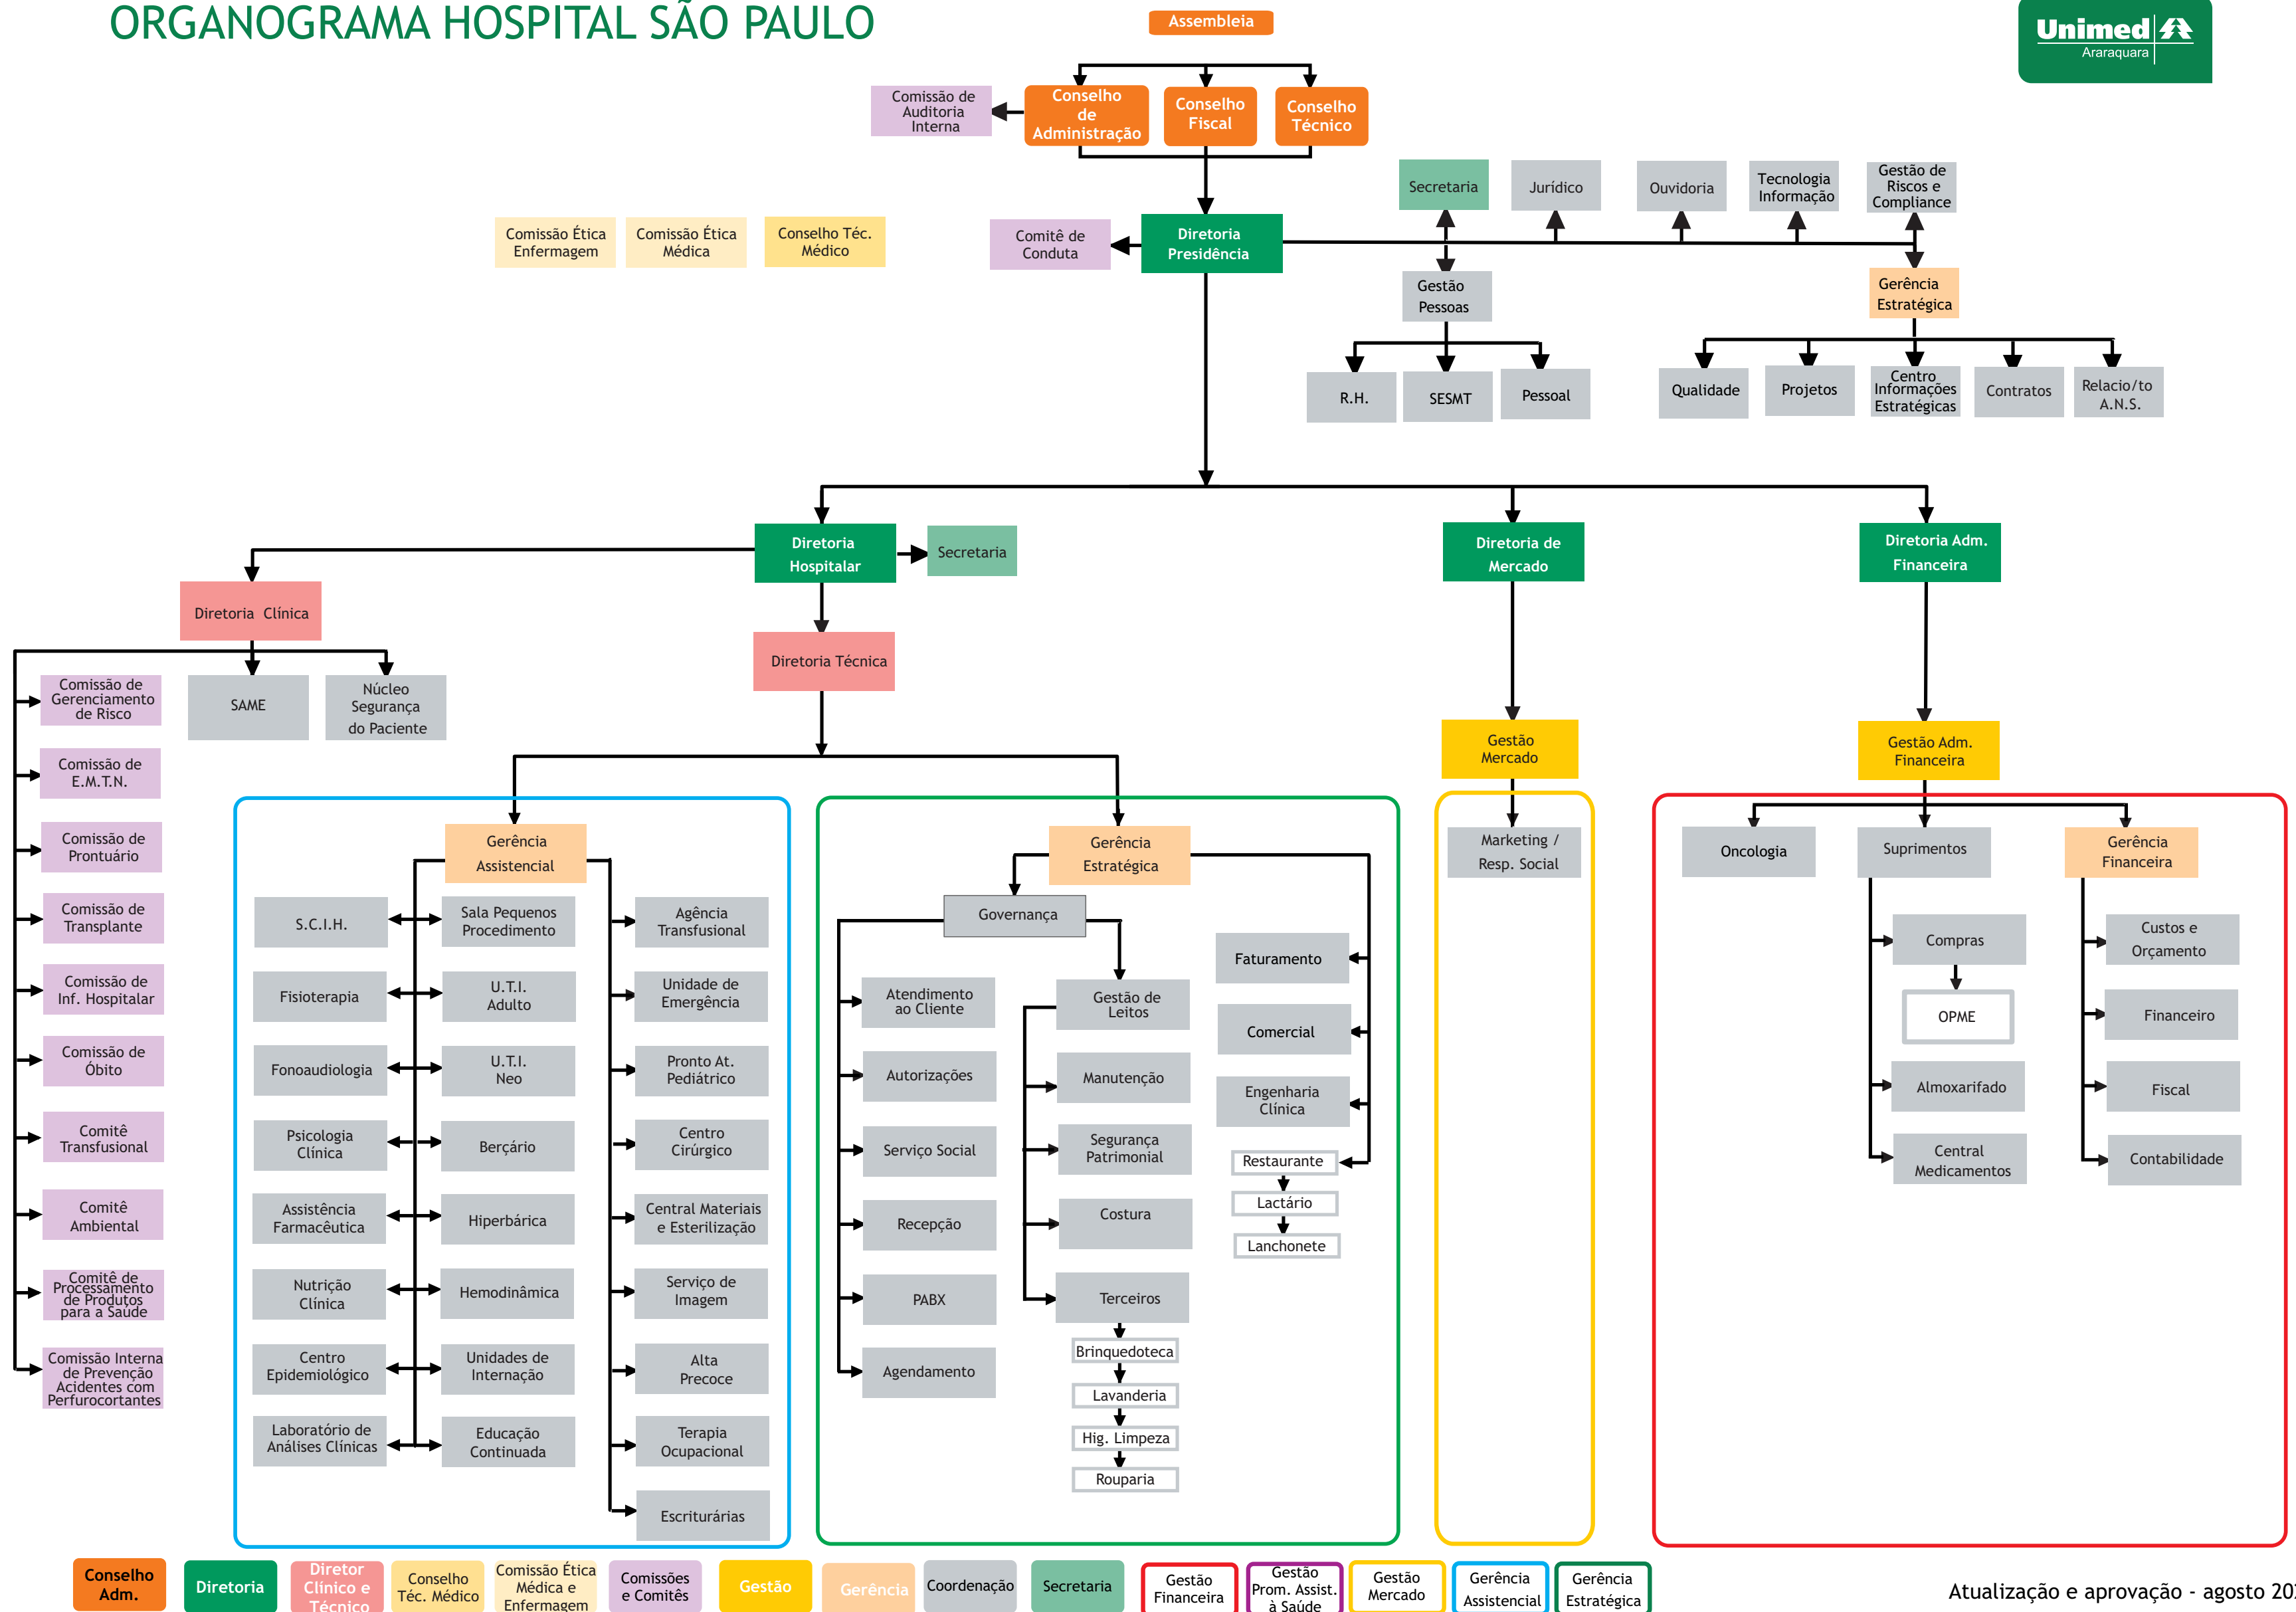 ORGANOGRAMA HOSPITAL SÃO PAULO
Assembleia
Unimed
Araraquara
Comissão de
Auditoria
Interna
Conselho
de
Administração
Conselho
Fiscal
Conselho
Técnico
Secretaria
Jurídico
Ouvidoria
Tecnologia
Informação
Gestão de
Riscos e
Compliance
Comissão Ética
Enfermagem
Comissão Ética
Médica
Conselho Téc.
Médico
Comitê de
Conduta
Diretoria
Presidência
Gestão
Pessoas
Gerência
Estratégica
R.H.
SESMT
Pessoal
Qualidade
Projetos
Centro
Informações
Estratégicas
Contratos
Relacio/to
A.N.S.
Diretoria
Hospitalar
Secretaria
Diretoria de
Mercado
Diretoria Adm.
Financeira
Diretoria Clínica
Diretoria Técnica
Comissão de
Gerenciamento
de Risco
SAME
Núcleo
Segurança
do Paciente
Comissão de
E.M.T.N.
Comissão de
Prontuário
Comissão de
Transplante
Comissão de
Inf. Hospitalar
Comissão de
Óbito
Comitê
Transfusional
Comitê
Ambiental
Comitê de
Processamento
de Produtos
para a Saúde
Comissão Interna
de Prevenção
Acidentes com
Perfurocortantes
Gestão
Mercado
Gestão Adm.
Financeira
Gerência
Assistencial
S.C.I.H.
Sala Pequenos
Procedimento
Agência
Transfusional
Fisioterapia
U.T.I.
Adulto
Unidade de
Emergência
Fonoaudiologia
U.T.I.
Neo
Pronto At.
Pediátrico
Psicologia
Clínica
Berçário
Centro
Cirúrgico
Assistência
Farmacêutica
Hiperbárica
Central Materiais
e Esterilização
Nutrição
Clínica
Hemodinâmica
Serviço de
Imagem
Centro
Epidemiológico
Unidades de
Internação
Alta
Precoce
Laboratório de
Análises Clínicas
Educação
Continuada
Terapia
Ocupacional
Escriturárias
Gerência
Estratégica
Governança
Atendimento
ao Cliente
Autorizações
Serviço Social
Recepção
PABX
Agendamento
Gestão de
Leitos
Manutenção
Segurança
Patrimonial
Costura
Terceiros
Brinquedoteca
Lavanderia
Hig. Limpeza
Rouparia
Faturamento
Comercial
Engenharia
Clínica
Restaurante
Lactário
Lanchonete
Marketing /
Resp. Social
Oncologia
Suprimentos
Gerência
Financeira
Compras
OPME
Almoxarifado
Central
Medicamentos
Custos e
Orçamento
Financeiro
Fiscal
Contabilidade
Conselho
Adm.
Diretoria
Diretor
Clínico e
Técnico
Conselho
Téc. Médico
Comissão Ética
Médica e
Enfermagem
Comissões
e Comitês
Gestão
Gerência
Coordenação
Secretaria
Gestão
Financeira
Gestão
Prom. Assist.
à Saúde
Gestão
Mercado
Gerência
Assistencial
Gerência
Estratégica
Atualização e aprovação - agosto